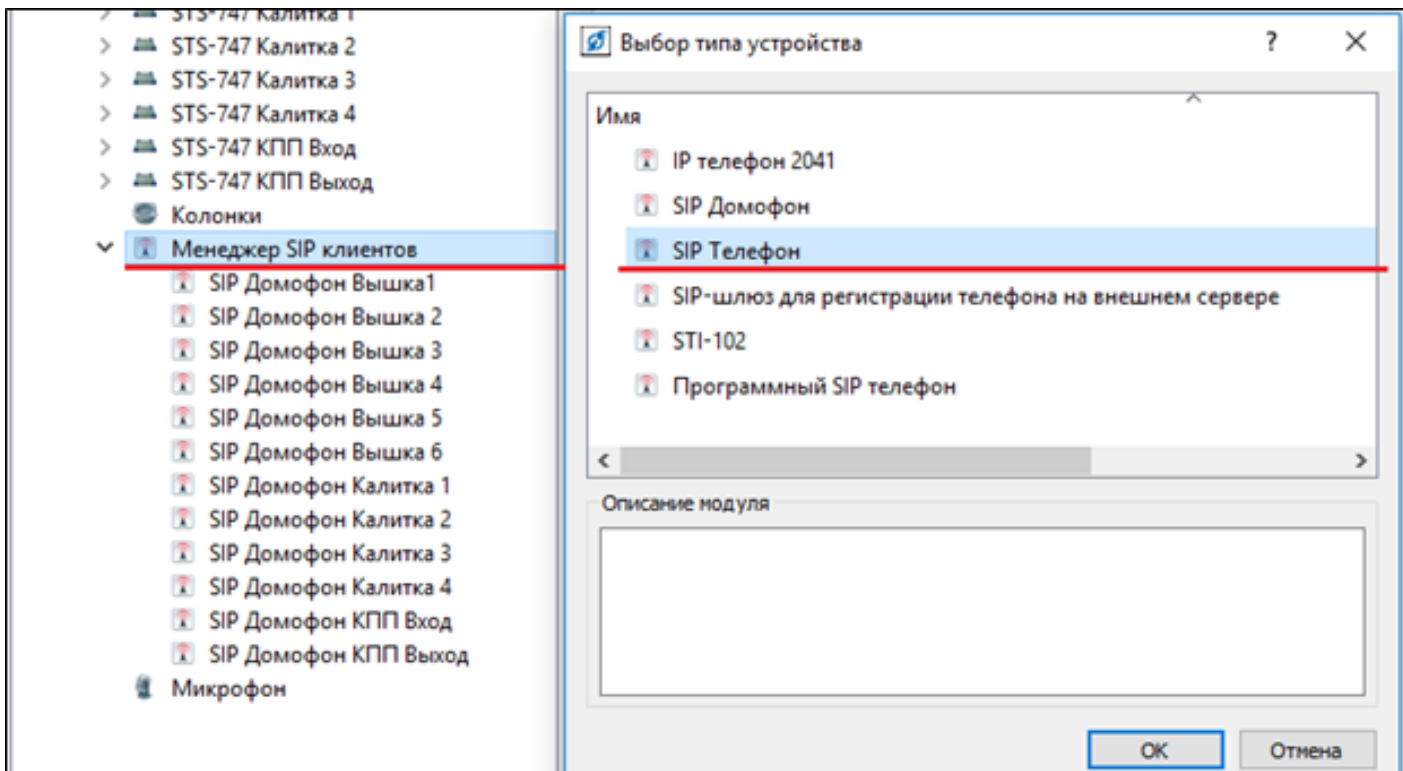 STS-747 Калитка 1
STS-747 Калитка 2
STS-747 Калитка 3
STS-747 Калитка 4
STS-747 КПП Вход
STS-747 КПП Выход
Колонки
Менеджер SIP клиентов
SIP Домофон Вышка1
SIP Домофон Вышка 2
SIP Домофон Вышка 3
SIP Домофон Вышка 4
SIP Домофон Вышка 5
SIP Домофон Вышка 6
SIP Домофон Калитка 1
SIP Домофон Калитка 2
SIP Домофон Калитка 3
SIP Домофон Калитка 4
SIP Домофон КПП Вход
SIP Домофон КПП Выход
Микрофон
Выбор типа устройства
Имя
IP телефон 2041
SIP Домофон
SIP Телефон
SIP-шлюз для регистрации телефона на внешнем сервере
STI-102
Программный SIP телефон
Описание модуля
OK
Отмена